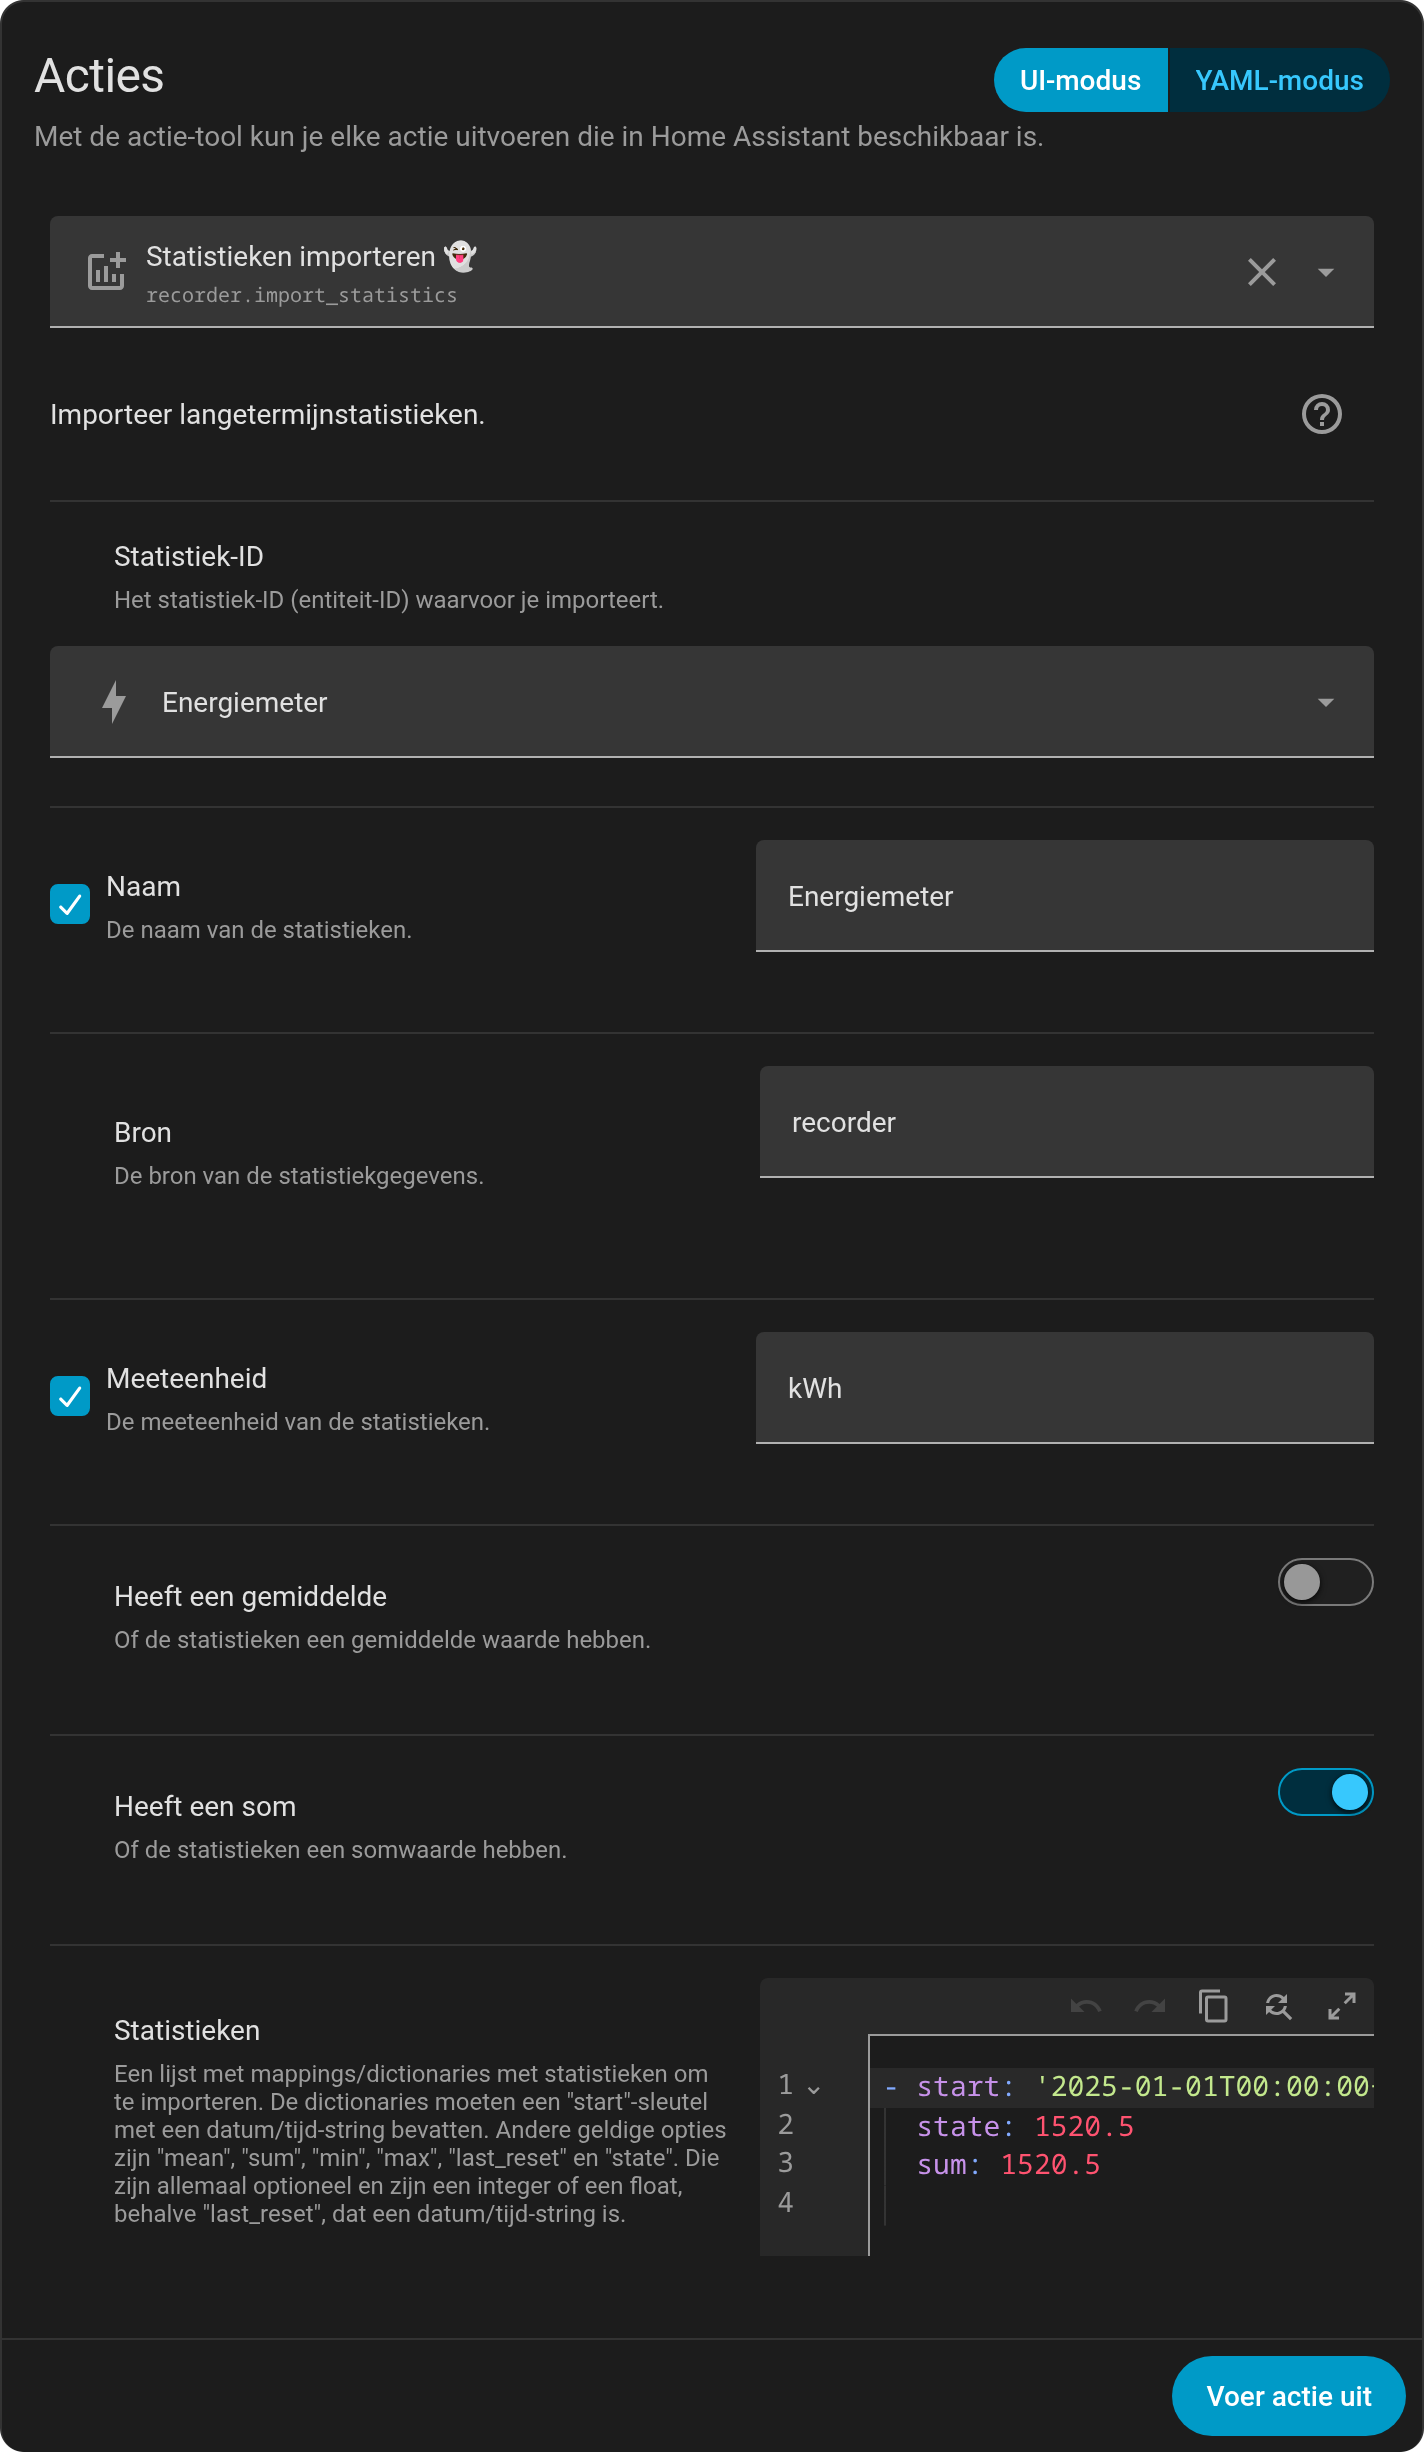 Acties
UI-modus
YAML-modus
Met de actie-tool kun je elke actie uitvoeren die in Home Assistant beschikbaar is.
Statistieken importeren 👻
recorder.import_statistics
Importeer langetermijnstatistieken.
Statistiek-ID
Het statistiek-ID (entiteit-ID) waarvoor je importeert.
Energiemeter
Naam
De naam van de statistieken.
Energiemeter
Bron
De bron van de statistiekgegevens.
recorder
Meeteenheid
De meeteenheid van de statistieken.
kWh
Heeft een gemiddelde
Of de statistieken een gemiddelde waarde hebben.
Heeft een som
Of de statistieken een somwaarde hebben.
Statistieken
Een lijst met mappings/dictionaries met statistieken om
te importeren. De dictionaries moeten een "start"-sleutel
met een datum/tijd-string bevatten. Andere geldige opties
zijn "mean", "sum", "min", "max", "last_reset" en "state". Die
zijn allemaal optioneel en zijn een integer of een float,
behalve "last_reset", dat een datum/tijd-string is.
1 - start: '2025-01-01T00:00:00
2 state: 1520.5
3 sum: 1520.5
4
Voer actie uit